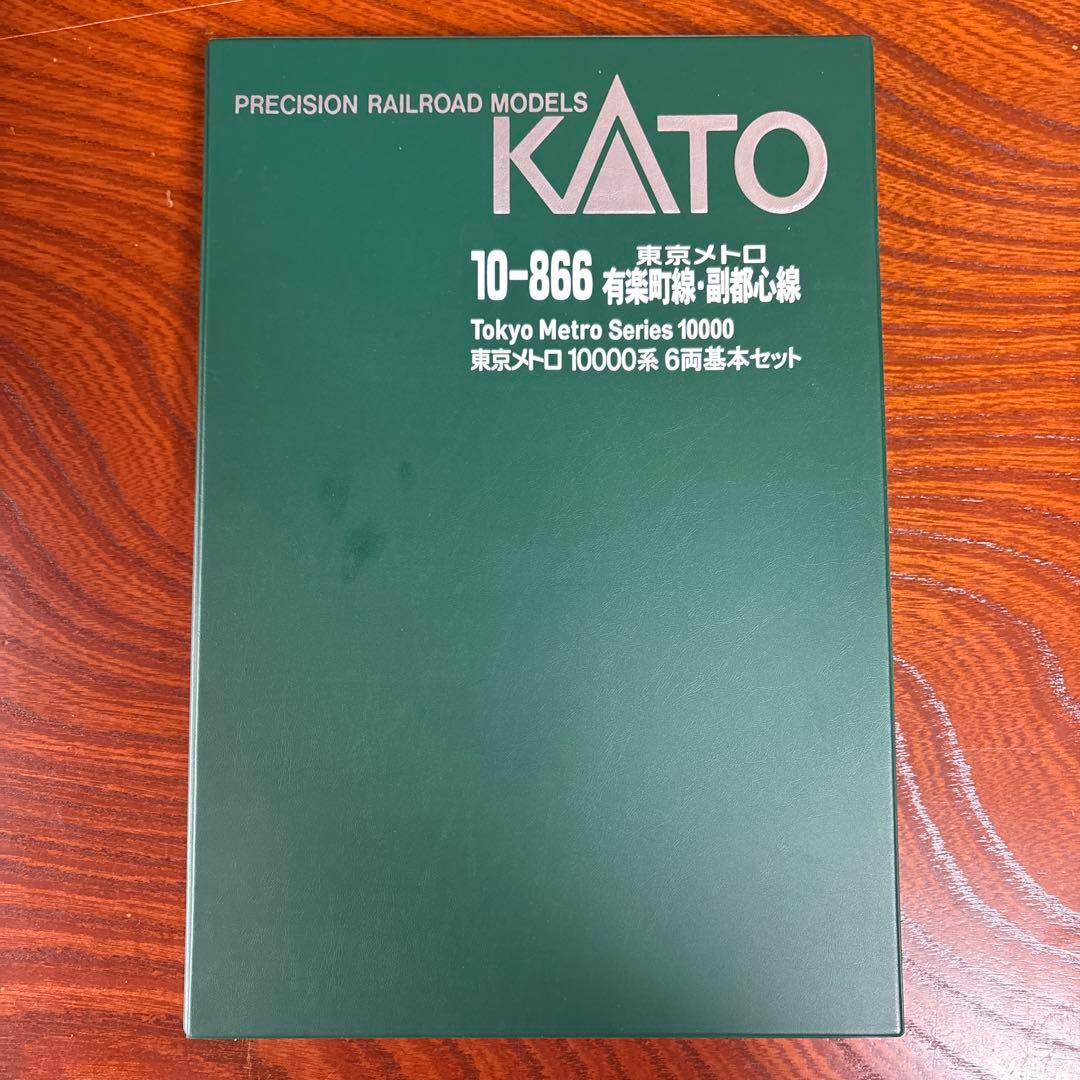 PRECISION RAILROAD MODELS
KATO
10-866 東京メトロ
有楽町線・副都心線
Tokyo Metro Series 10000
東京メトロ 10000系 6両基本セット